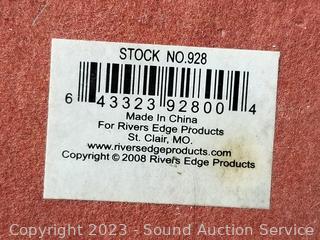 STOCK NO.928
6 43323 92800 4
Made In China
For Rivers Edge Products
St. Clair, MO.
www.riversedgeproducts.com
Copyright © 2008 Rivers Edge Products
Copyright 2023 - Sound Auction Service